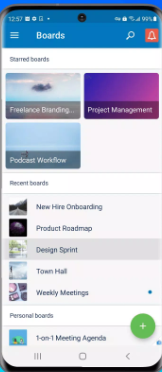 12:57
99%
Boards
Starred boards
Freelance Branding...
Project Management
Podcast Workflow
Recent boards
New Hire Onboarding
Product Roadmap
Design Sprint
Town Hall
Weekly Meetings
Personal boards
1-on-1 Meeting Agenda